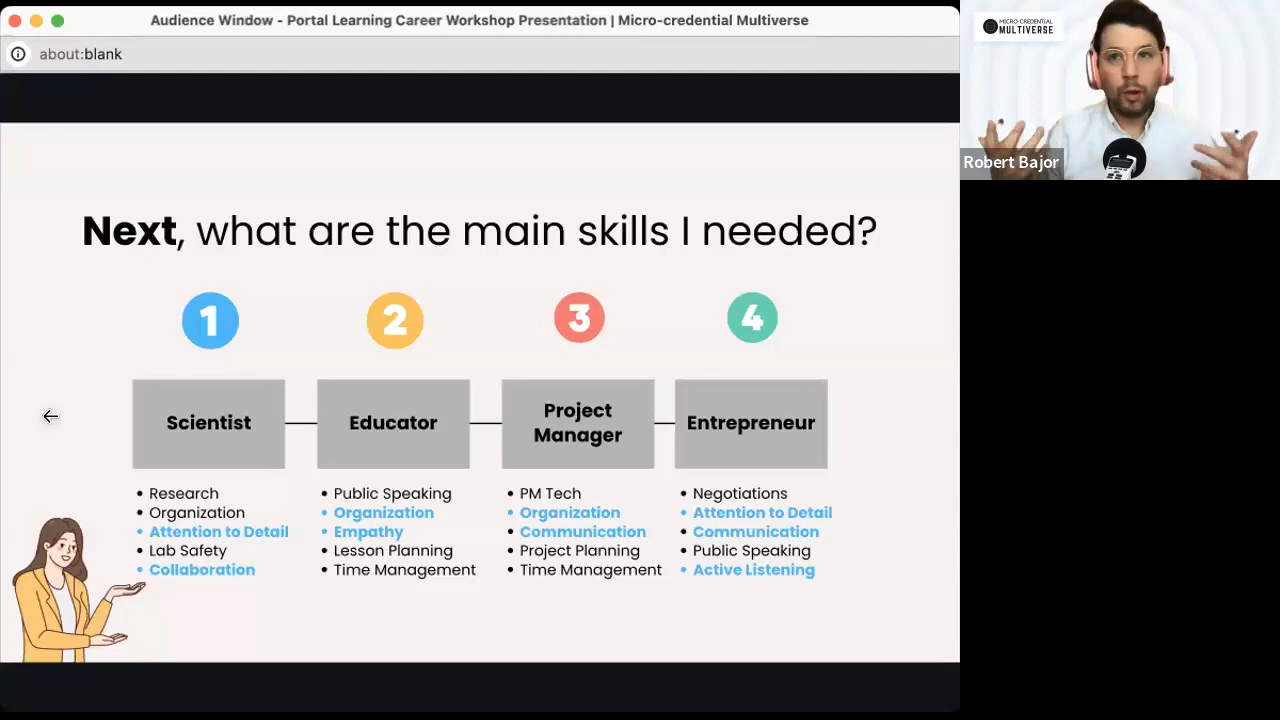 Audience Window - Portal Learning Career Workshop Presentation | Micro-credential Multiverse
about:blank
MICRO-CREDENTIAL
MULTIVERSE
Robert Bajor
Next, what are the main skills I needed?
1
2
3
4
Scientist
Educator
Project
Manager
Entrepreneur
• Research
• Organization
• Attention to Detail
• Lab Safety
• Collaboration
• Public Speaking
• Organization
• Empathy
• Lesson Planning
• Time Management
• PM Tech
• Organization
• Communication
• Project Planning
• Time Management
• Negotiations
• Attention to Detail
• Communication
• Public Speaking
• Active Listening